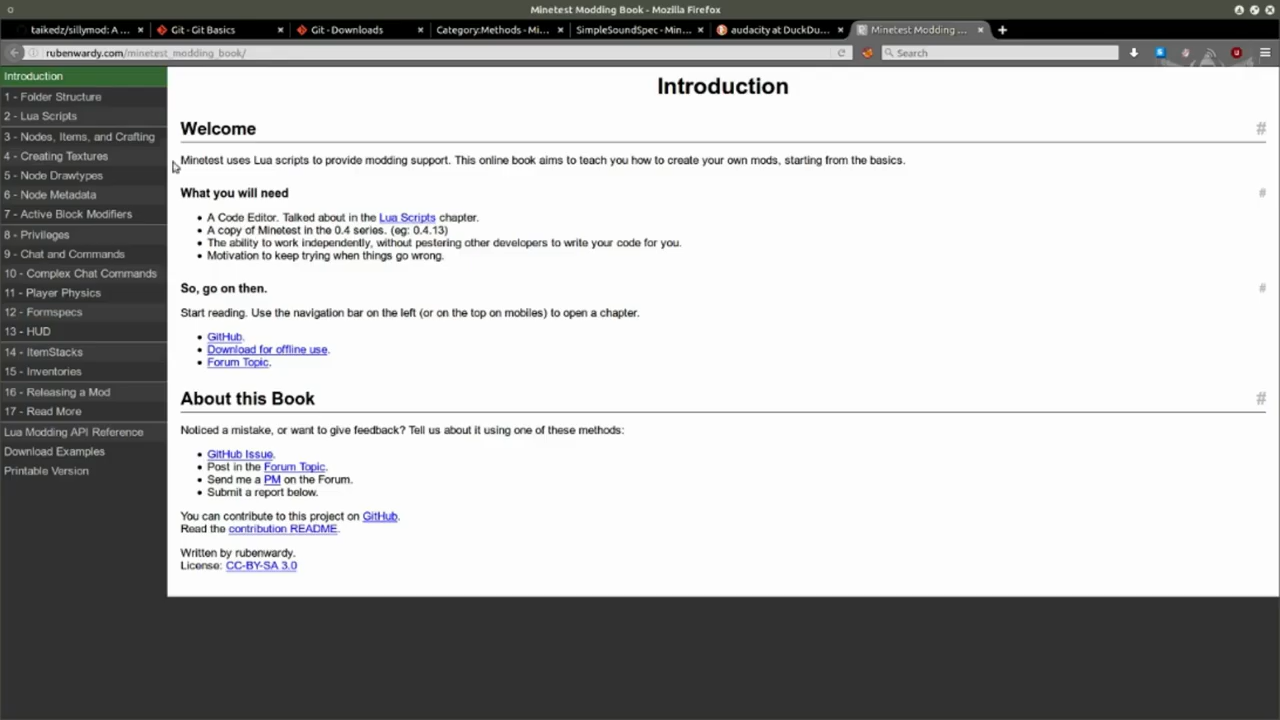 Minetest Modding Book - Mozilla Firefox
taikedz/sillymod: A ...
Git - Git Basics
Git - Downloads
Category:Methods - Mi...
SimpleSoundSpec - Min...
audacity at DuckDu...
Minetest Modding ...
rubenwardy.com/minetest_modding_book/
Search
Introduction
1 - Folder Structure
2 - Lua Scripts
3 - Nodes, Items, and Crafting
4 - Creating Textures
5 - Node Drawtypes
6 - Node Metadata
7 - Active Block Modifiers
8 - Privileges
9 - Chat and Commands
10 - Complex Chat Commands
11 - Player Physics
12 - Formspecs
13 - HUD
14 - ItemStacks
15 - Inventories
16 - Releasing a Mod
17 - Read More
Lua Modding API Reference
Download Examples
Printable Version
Introduction
Welcome #
Minetest uses Lua scripts to provide modding support. This online book aims to teach you how to create your own mods, starting from the basics.
What you will need #
• A Code Editor. Talked about in the Lua Scripts chapter.
• A copy of Minetest in the 0.4 series. (eg: 0.4.13)
• The ability to work independently, without pestering other developers to write your code for you.
• Motivation to keep trying when things go wrong.
So, go on then. #
Start reading. Use the navigation bar on the left (or on the top on mobiles) to open a chapter.
• GitHub.
• Download for offline use.
• Forum Topic.
About this Book #
Noticed a mistake, or want to give feedback? Tell us about it using one of these methods:
• GitHub Issue.
• Post in the Forum Topic.
• Send me a PM on the Forum.
• Submit a report below.
You can contribute to this project on GitHub.
Read the contribution README.
Written by rubenwardy.
License: CC-BY-SA 3.0